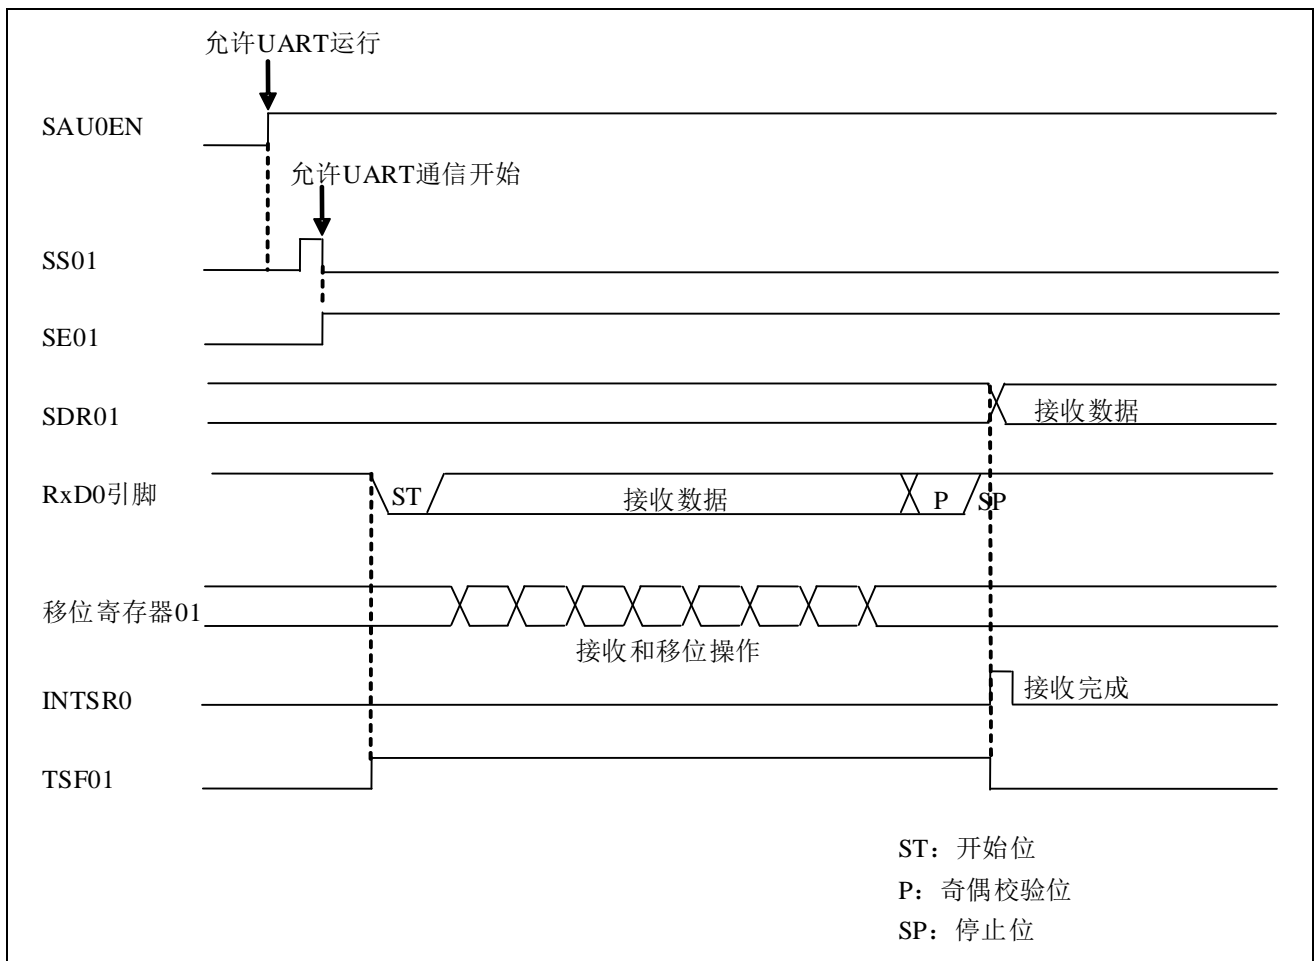 允许UART运行
SAU0EN
允许UART通信开始
SS01
SE01
SDR01
接收数据
RxD0引脚
ST
接收数据
P
SP
移位寄存器01
接收和移位操作
INTSR0
接收完成
TSF01
ST：开始位
P：奇偶校验位
SP：停止位